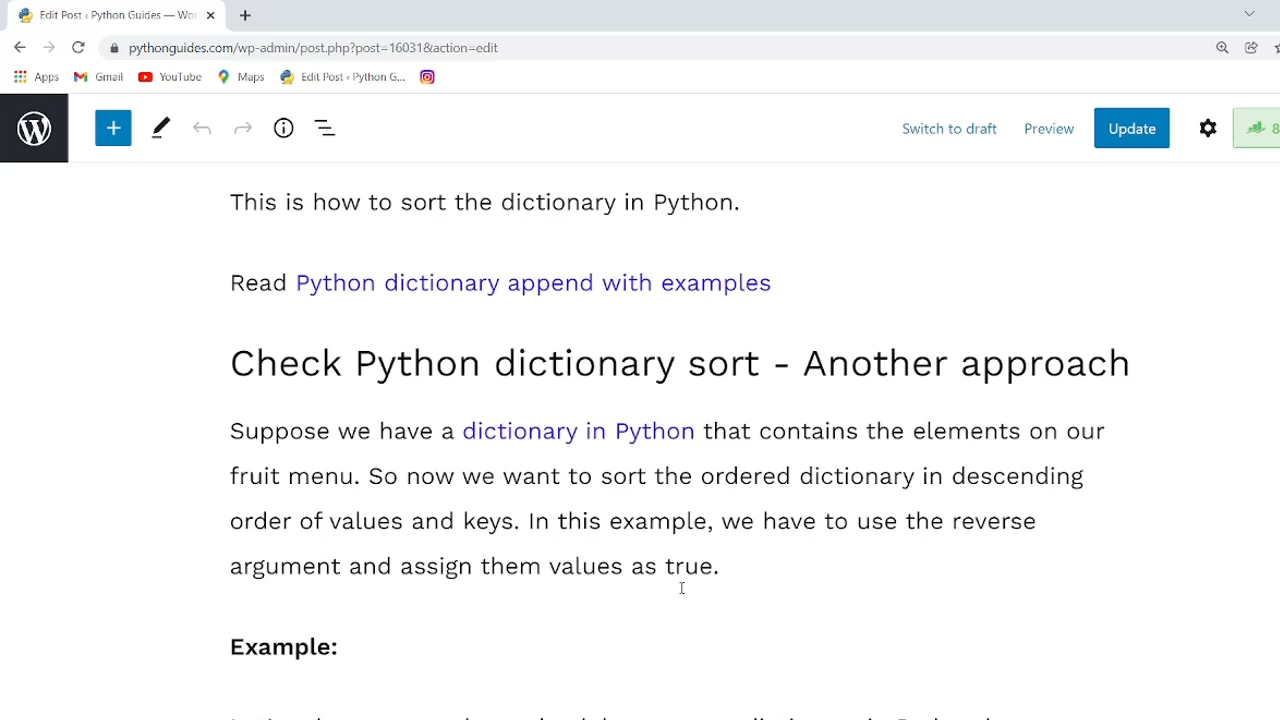 Edit Post ‹ Python Guides — Wor
pythonguides.com/wp-admin/post.php?post=16031&action=edit
Apps Gmail YouTube Maps Edit Post ‹ Python G...
Switch to draft Preview Update 8
This is how to sort the dictionary in Python.
Read Python dictionary append with examples
Check Python dictionary sort - Another approach
Suppose we have a dictionary in Python that contains the elements on our
fruit menu. So now we want to sort the ordered dictionary in descending
order of values and keys. In this example, we have to use the reverse
argument and assign them values as true.
Example: